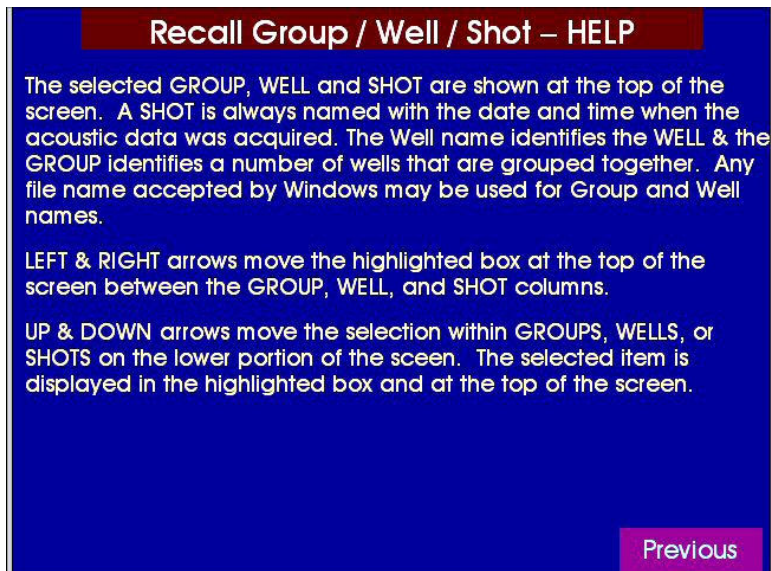 Recall Group / Well / Shot – HELP
The selected GROUP, WELL and SHOT are shown at the top of the
screen.  A SHOT is always named with the date and time when the
acoustic data was acquired. The Well name identifies the WELL & the
GROUP identifies a number of wells that are grouped together.  Any
file name accepted by Windows may be used for Group and Well
names.
LEFT & RIGHT arrows move the highlighted box at the top of the
screen between the GROUP, WELL, and SHOT columns.
UP & DOWN arrows move the selection within GROUPS, WELLS, or
SHOTS on the lower portion of the sceen.  The selected item is
displayed in the highlighted box and at the top of the screen.
Previous